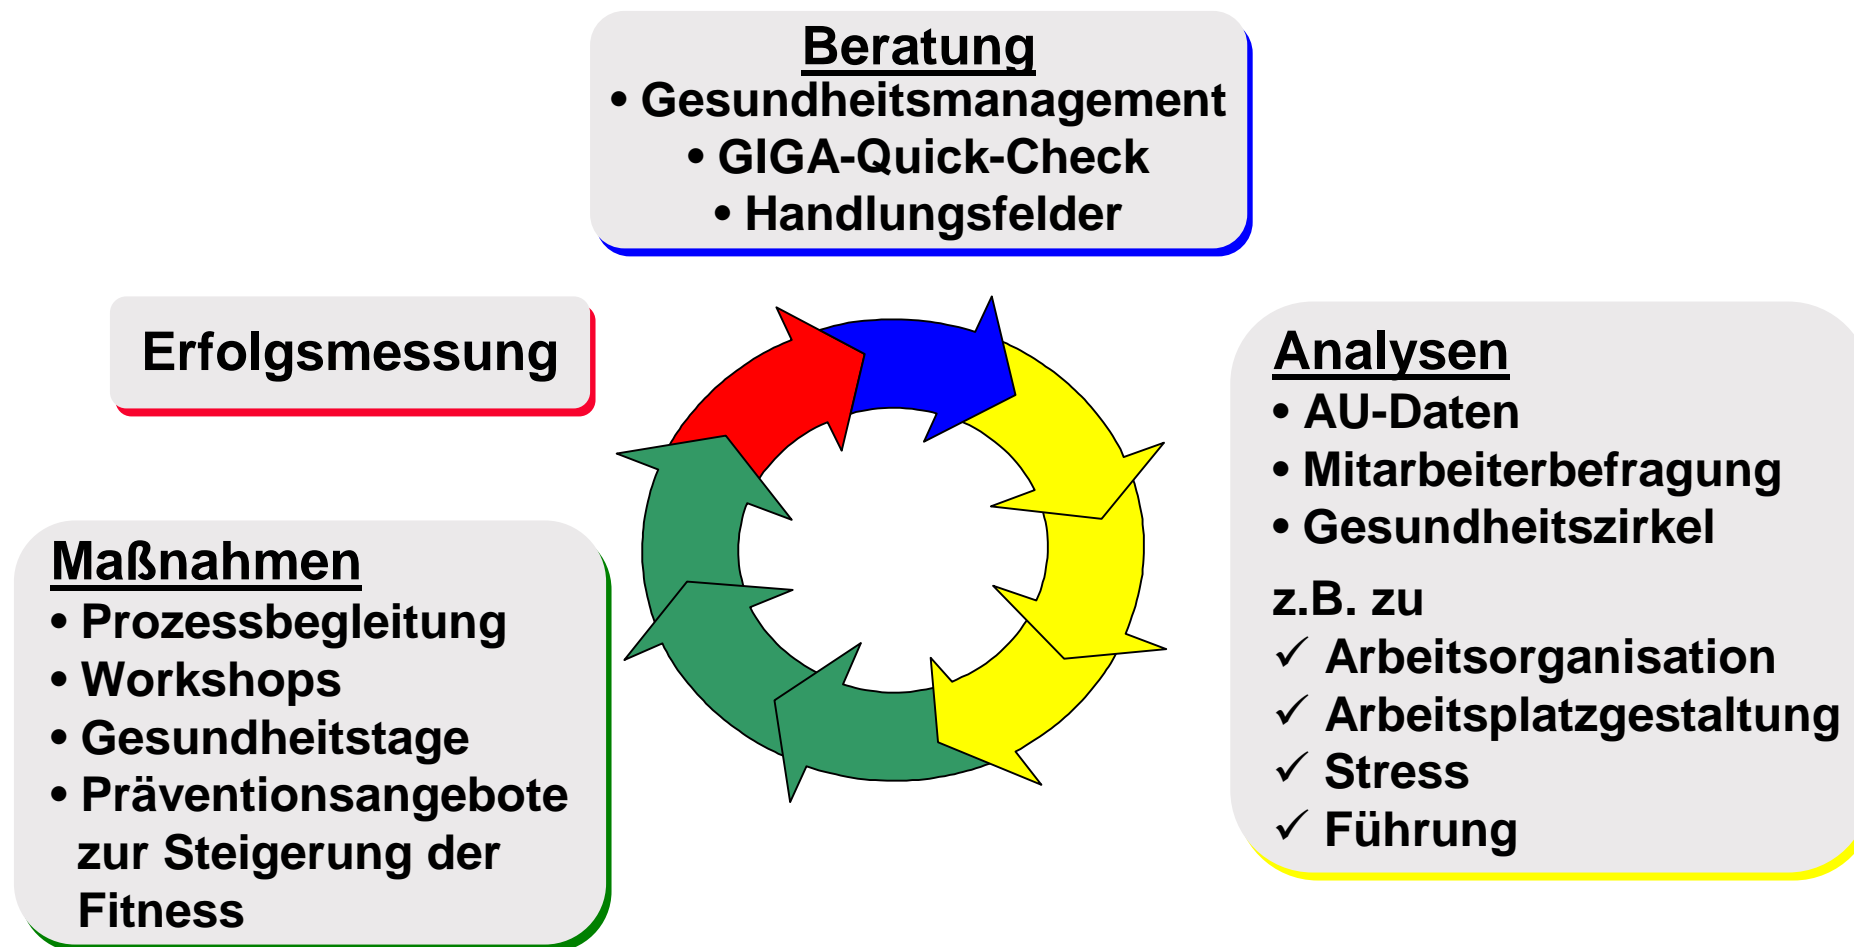 Beratung
• Gesundheitsmanagement
• GIGA-Quick-Check
• Handlungsfelder
Erfolgsmessung
Analysen
• AU-Daten
• Mitarbeiterbefragung
• Gesundheitszirkel
z.B. zu
✓ Arbeitsorganisation
✓ Arbeitsplatzgestaltung
✓ Stress
✓ Führung
Maßnahmen
• Prozessbegleitung
• Workshops
• Gesundheitstage
• Präventionsangebote
zur Steigerung der
Fitness